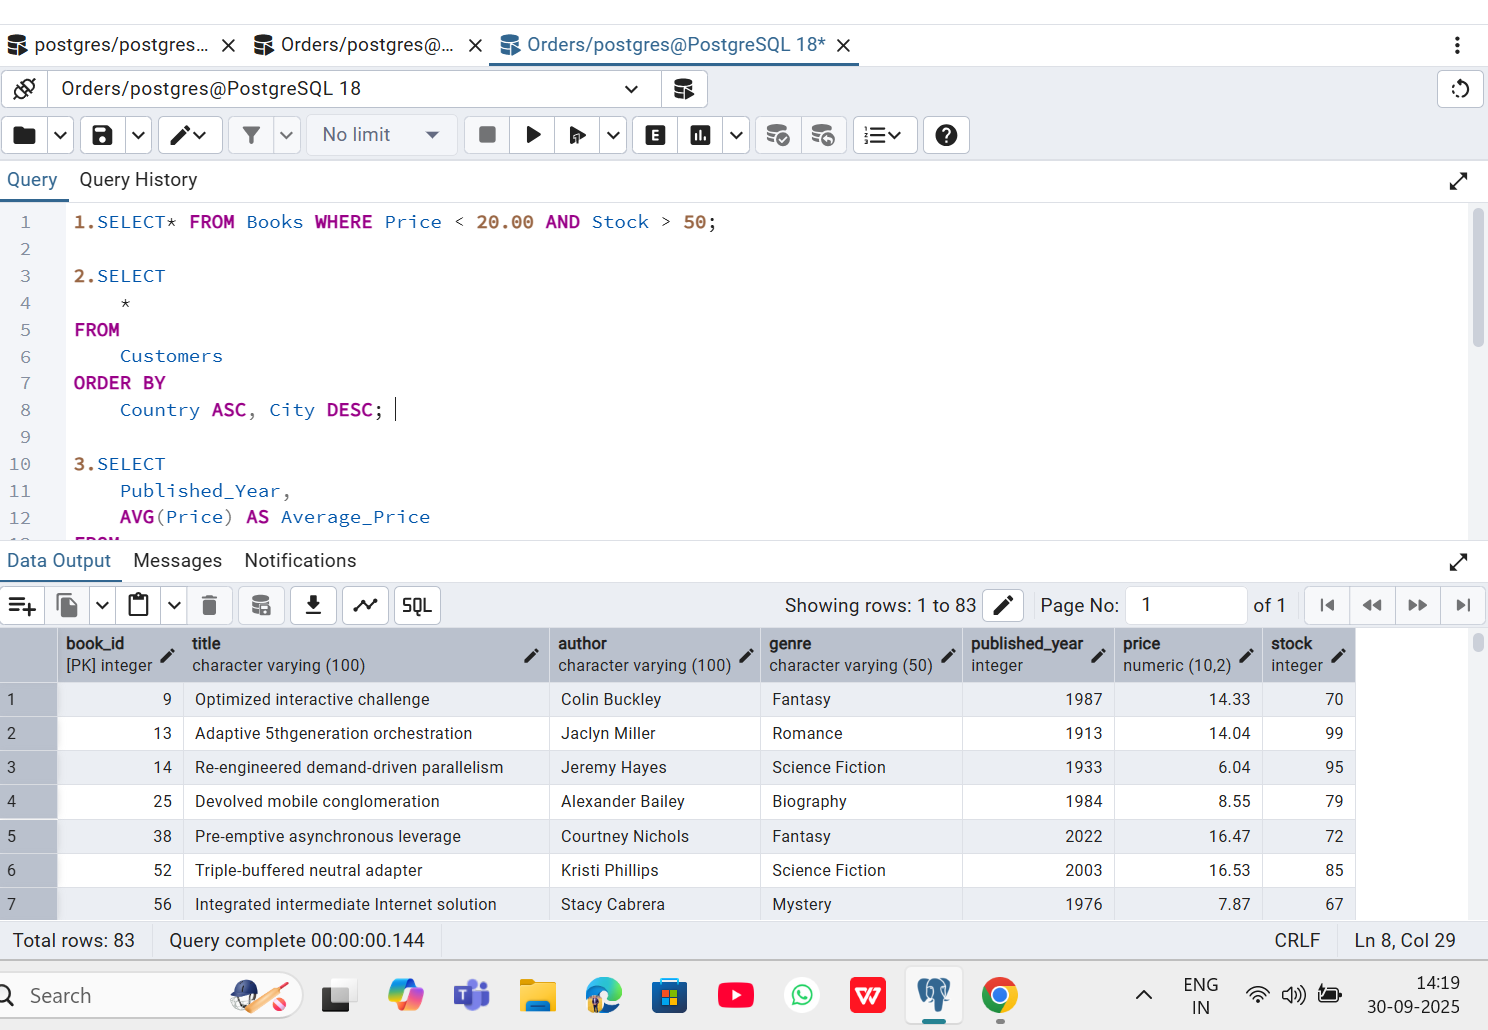 postgres/postgres... Orders/postgres@... Orders/postgres@PostgreSQL 18*
Orders/postgres@PostgreSQL 18
No limit
Query Query History
1 1.SELECT* FROM Books WHERE Price < 20.00 AND Stock > 50;
2
3 2.SELECT
4 *
5 FROM
6 Customers
7 ORDER BY
8 Country ASC, City DESC;
9
10 3.SELECT
11 Published_Year,
12 AVG(Price) AS Average_Price
Data Output Messages Notifications
SQL Showing rows: 1 to 83 Page No: 1 of 1
book_id title author genre published_year price stock
[PK] integer character varying (100) character varying (100) character varying (50) integer numeric (10,2) integer
1 9 Optimized interactive challenge Colin Buckley Fantasy 1987 14.33 70
2 13 Adaptive 5thgeneration orchestration Jaclyn Miller Romance 1913 14.04 99
3 14 Re-engineered demand-driven parallelism Jeremy Hayes Science Fiction 1933 6.04 95
4 25 Devolved mobile conglomeration Alexander Bailey Biography 1984 8.55 79
5 38 Pre-emptive asynchronous leverage Courtney Nichols Fantasy 2022 16.47 72
6 52 Triple-buffered neutral adapter Kristi Phillips Science Fiction 2003 16.53 85
7 56 Integrated intermediate Internet solution Stacy Cabrera Mystery 1976 7.87 67
Total rows: 83 Query complete 00:00:00.144 CRLF Ln 8, Col 29
Search ENG 14:19
IN 30-09-2025